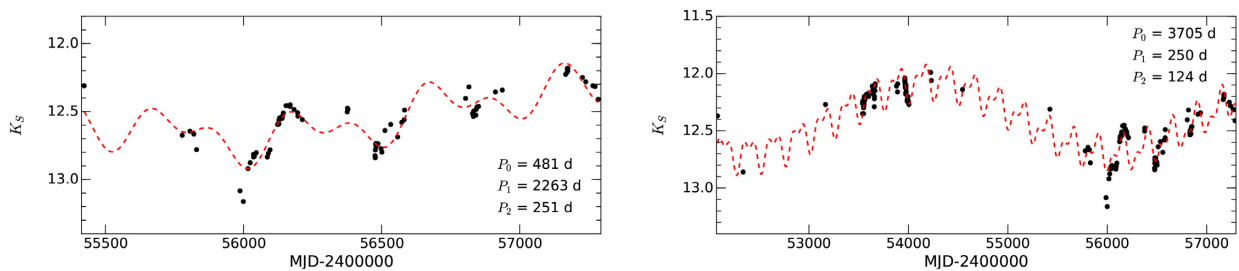 12.0
12.5
13.0
K_S
55500 56000 56500 57000
MJD-2400000
P_0 = 481 d
P_1 = 2263 d
P_2 = 251 d
11.5
12.0
12.5
13.0
K_S
53000 54000 55000 56000 57000
MJD-2400000
P_0 = 3705 d
P_1 = 250 d
P_2 = 124 d